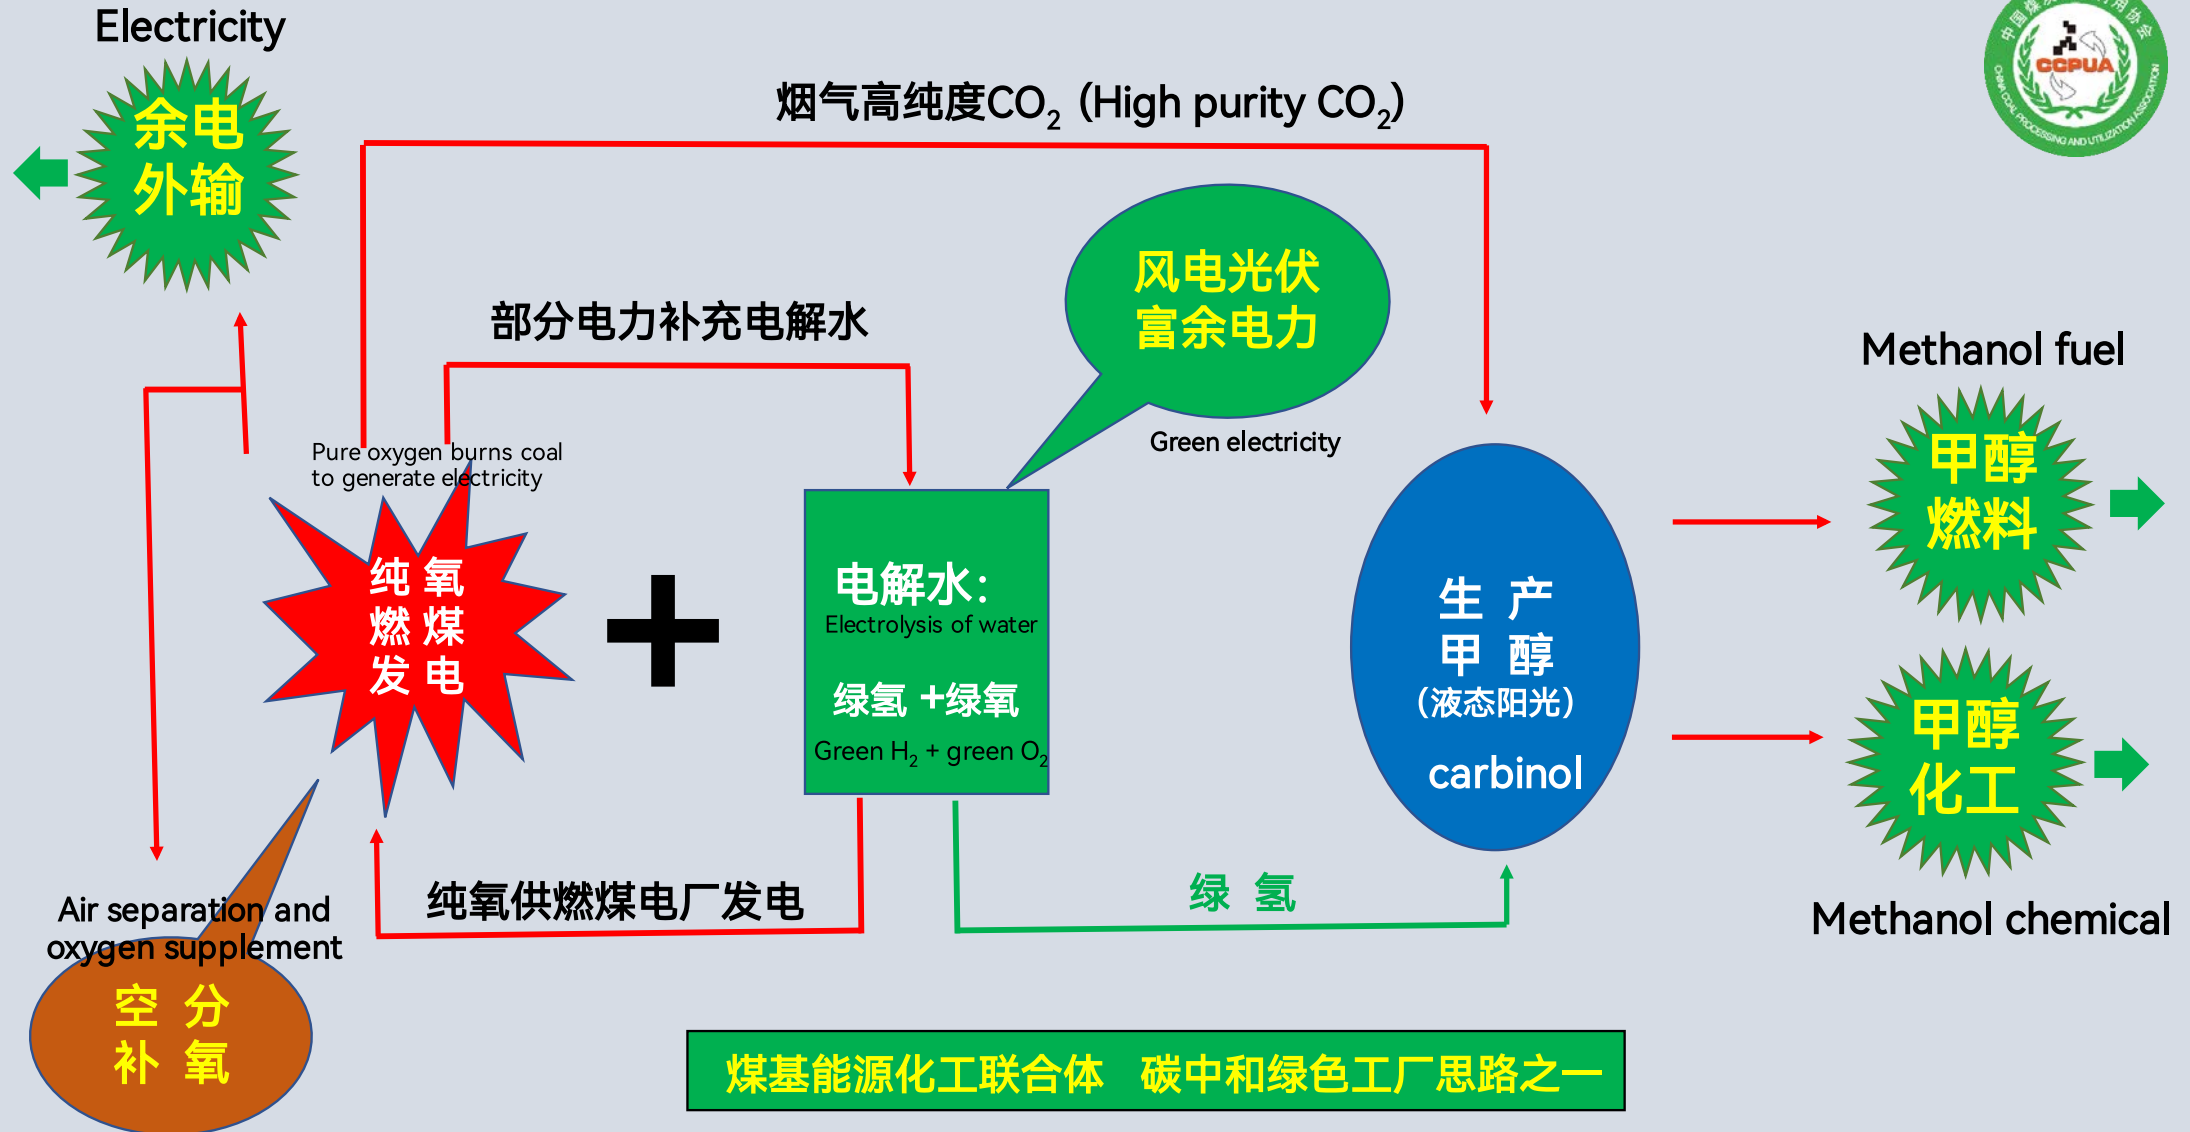 Electricity
余电
外输
烟气高纯度CO₂ (High purity CO₂)
CCPUA
CHINA COAL PROCESSING AND UTILIZATION ASSOCIATION
风电光伏
富余电力
Green electricity
部分电力补充电解水
Pure oxygen burns coal
to generate electricity
纯 氧
燃 煤
发 电
+
电解水:
Electrolysis of water
绿氢 +绿氧
Green H₂ + green O₂
生 产
甲 醇
(液态阳光)
carbinol
Methanol fuel
甲醇
燃料
甲醇
化工
Methanol chemical
纯氧供燃煤电厂发电
绿 氢
Air separation and
oxygen supplement
空 分
补 氧
煤基能源化工联合体 碳中和绿色工厂思路之一